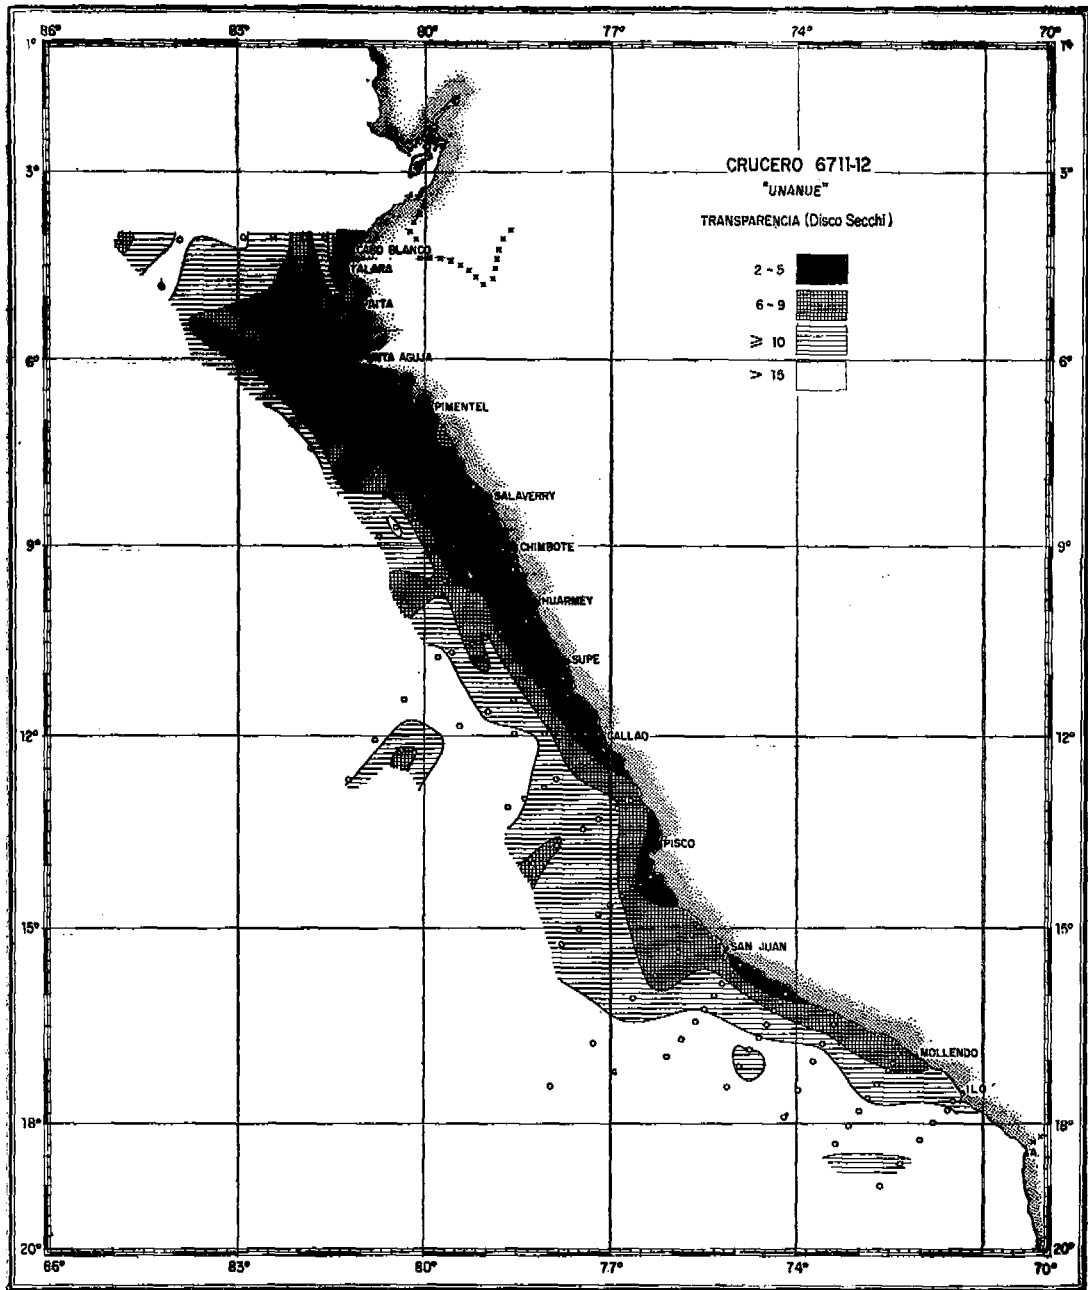 86° 83° 80° 77° 74° 70°
1° 1°
CRUCERO 6711-12
"UNANUE"
TRANSPARENCIA (Disco Secchi)
3° 3°
2-5
6-9
≥ 10
> 15
CABO BLANCO
TALARA
PAITA
PUNTA AGUJA
6° 6°
PIMENTEL
SALAVERRY
9° CHIMBOTE 9°
HUARMEY
SUPE
12° CALLAO 12°
PISCO
15° 15°
SAN JUAN
MOLLENDO
ILO
18° 18°
20° 20°
86° 83° 80° 77° 74° 70°